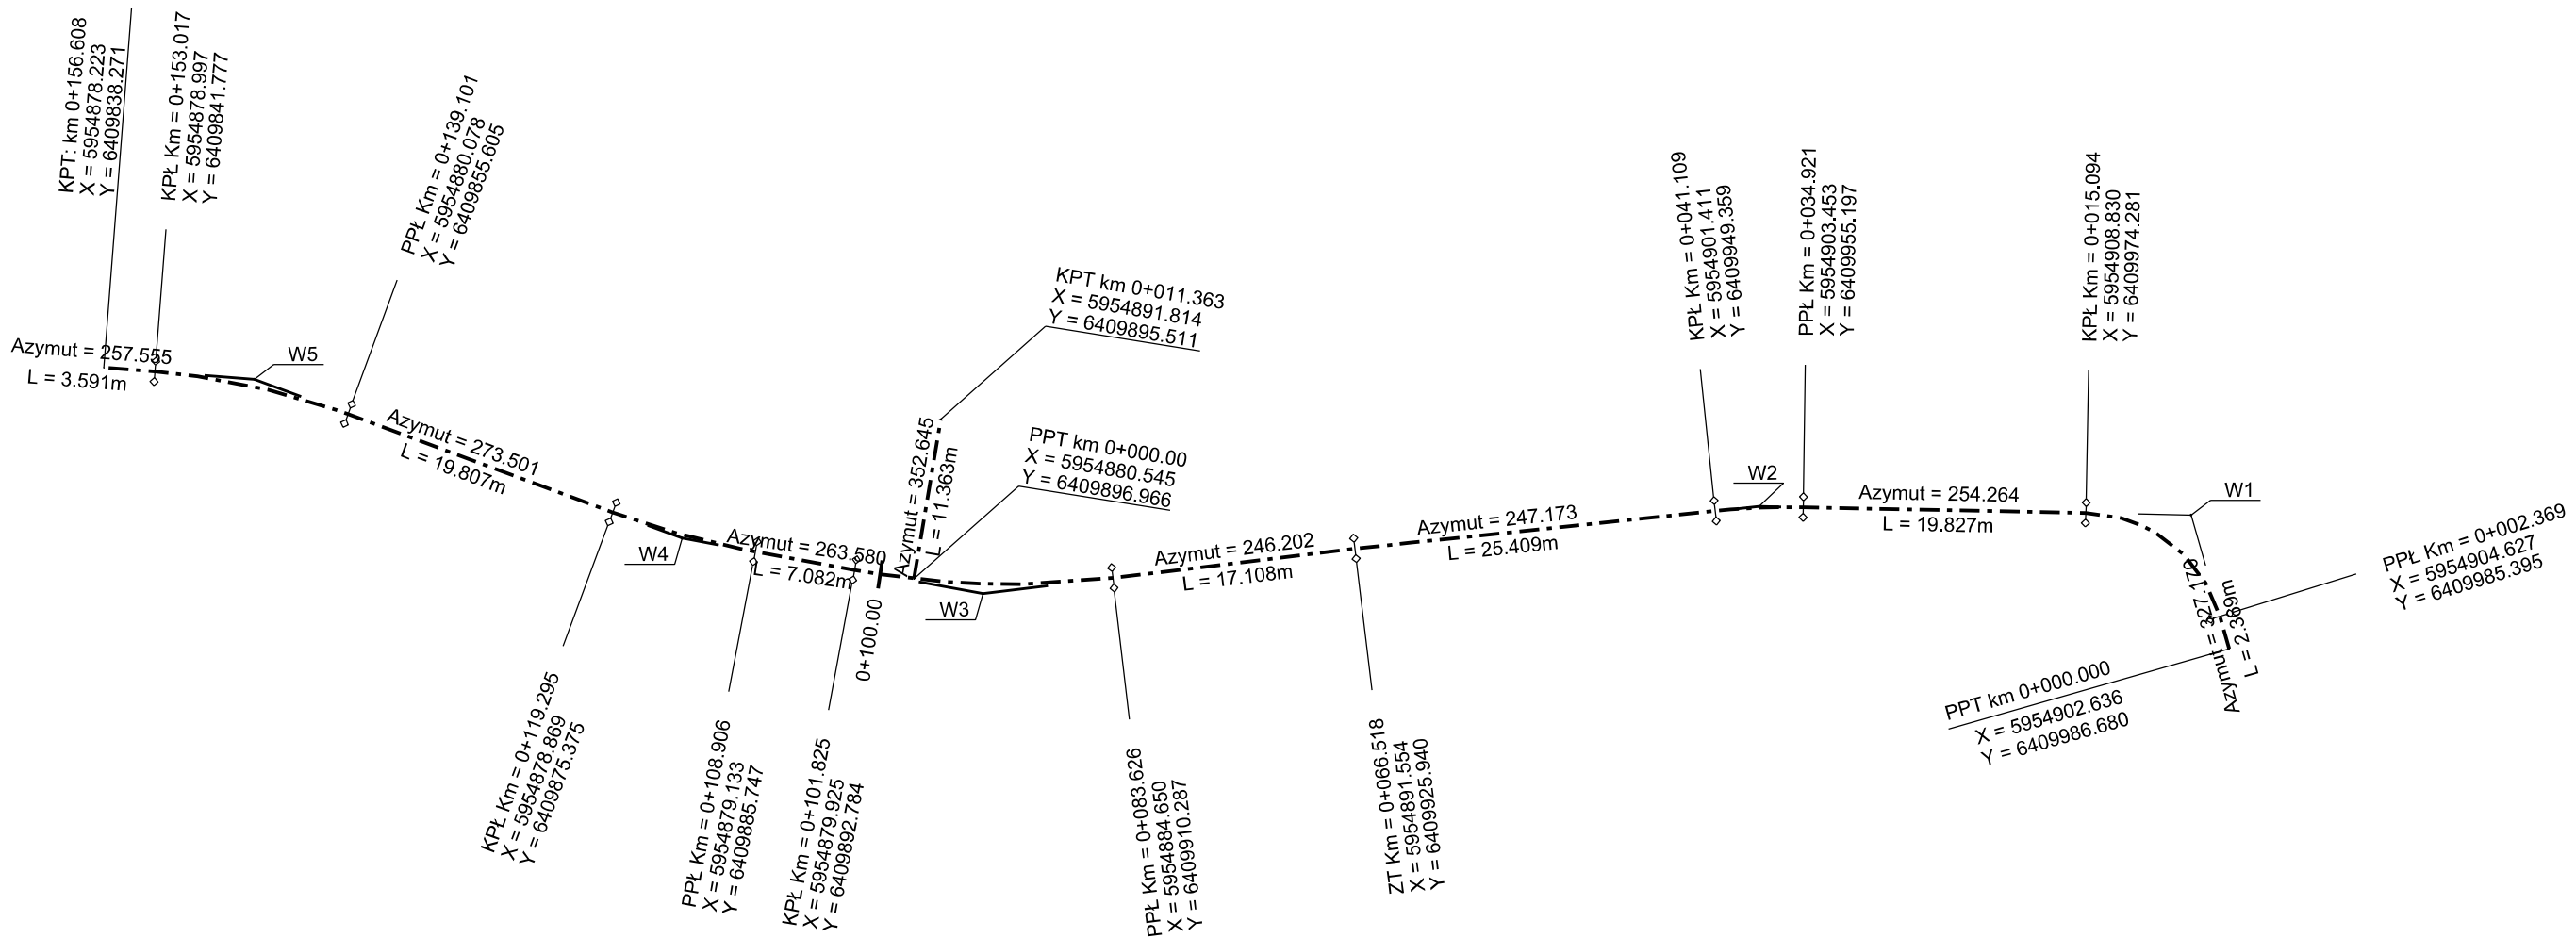 KPT: km 0+156.608
X = 5954878.223
Y = 6409838.271
KPŁ Km = 0+153.017
X = 5954878.997
Y = 6409841.777
PPŁ Km = 0+139.101
X = 5954880.078
Y = 6409855.605
Azymut = 257.555
L = 3.591m
W5
Azymut = 273.501
L = 19.807m
KPT km 0+011.363
X = 5954891.814
Y = 6409895.511
PPT km 0+000.00
X = 5954880.545
Y = 6409896.966
Azymut = 352.645
L = 11.363m
W4
Azymut = 263.580
L = 7.082m
0+100.00
W3
KPŁ Km = 0+119.295
X = 5954878.869
Y = 6409875.375
PPŁ Km = 0+108.906
X = 5954879.133
Y = 6409885.747
KPŁ Km = 0+101.825
X = 5954879.925
Y = 6409892.784
Azymut = 246.202
L = 17.108m
PPŁ Km = 0+083.626
X = 5954884.650
Y = 6409910.287
ZT Km = 0+066.518
X = 5954891.554
Y = 6409925.940
Azymut = 247.173
L = 25.409m
KPŁ Km = 0+041.109
X = 5954901.411
Y = 6409949.359
W2
PPŁ Km = 0+034.921
X = 5954903.453
Y = 6409955.197
Azymut = 254.264
L = 19.827m
KPŁ Km = 0+015.094
X = 5954908.830
Y = 6409974.281
W1
PPŁ Km = 0+002.369
X = 5954904.627
Y = 6409985.395
Azymut = 327.126
L = 2.369m
PPT km 0+000.000
X = 5954902.636
Y = 6409986.680